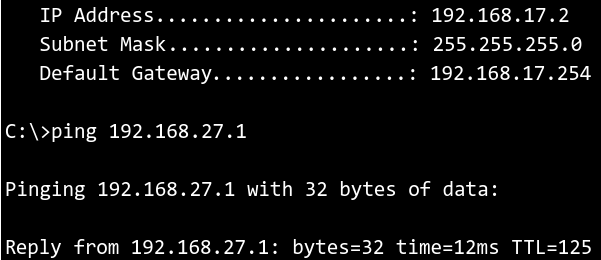 IP Address......................: 192.168.17.2
Subnet Mask.....................: 255.255.255.0
Default Gateway.................: 192.168.17.254
C:\>ping 192.168.27.1
Pinging 192.168.27.1 with 32 bytes of data:
Reply from 192.168.27.1: bytes=32 time=12ms TTL=125